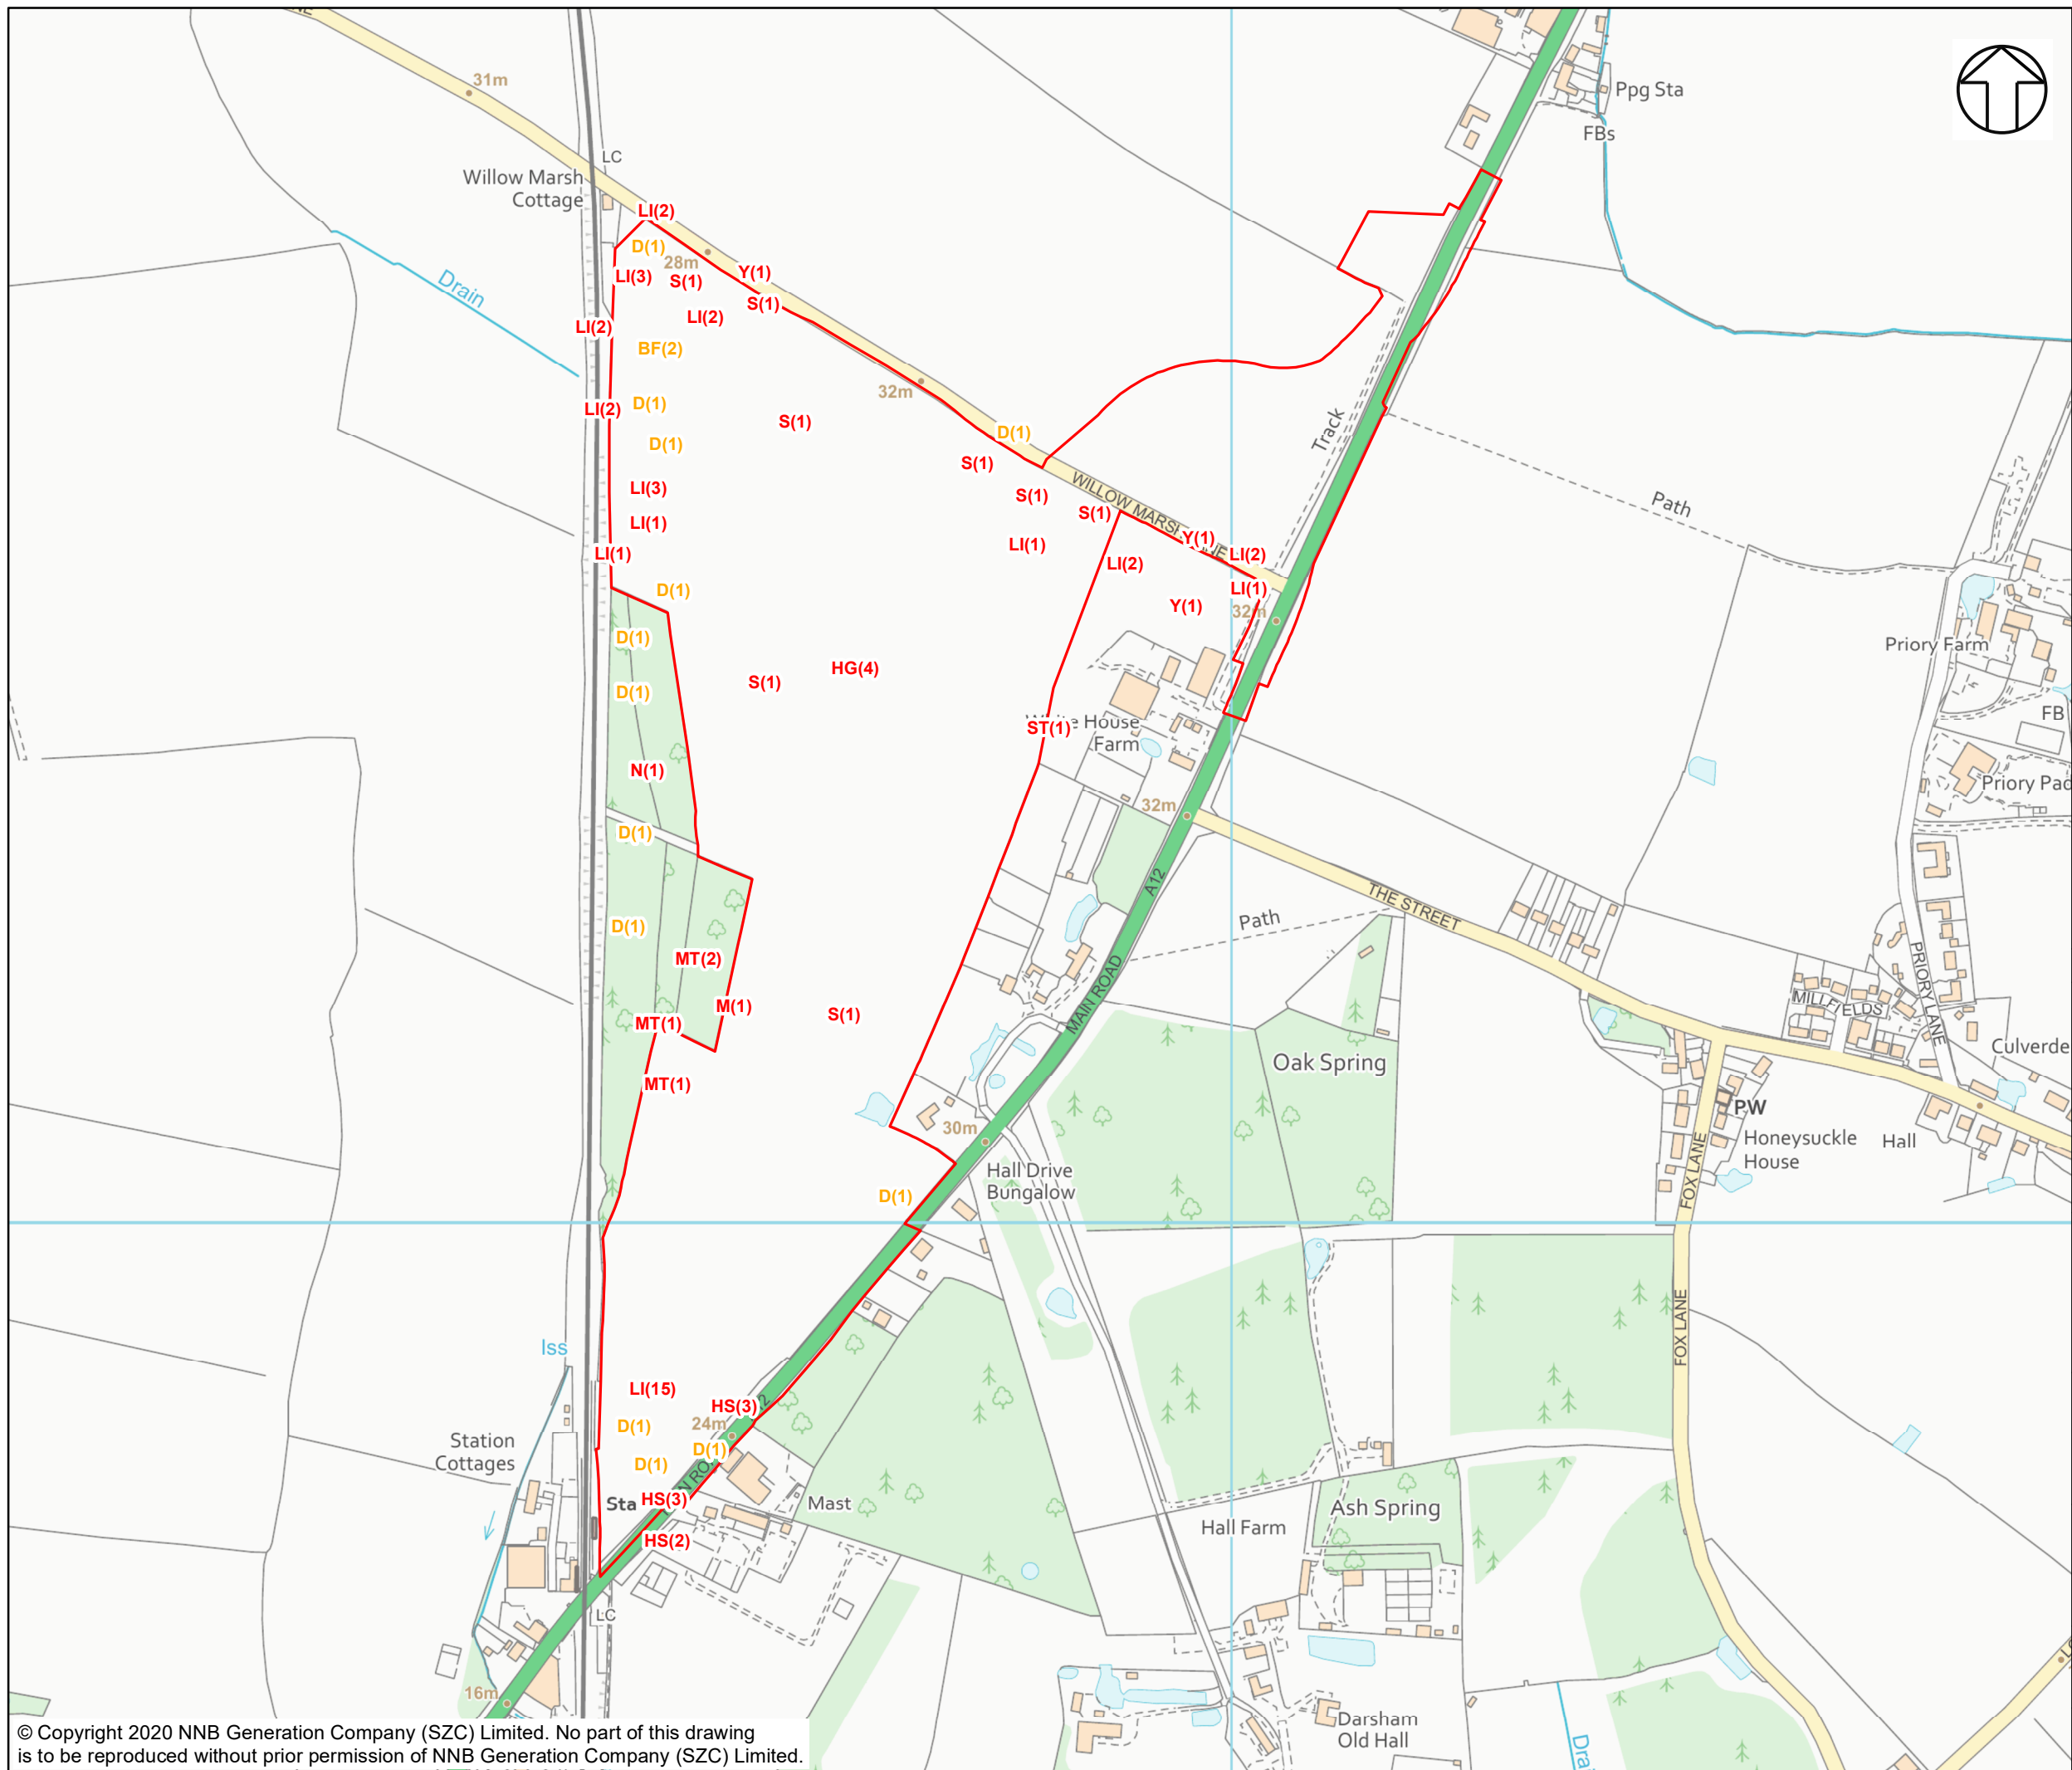 31m
Ppg Sta
FBs
LC
Willow Marsh
Cottage
LI(2)
D(1)
28m
Y(1)
LI(3)
S(1)
Drain
S(1)
LI(2)
LI(2)
BF(2)
32m
LI(2)
D(1)
S(1)
D(1)
Track
D(1)
S(1)
LI(3)
S(1)
WILLOW MARSH LANE
Path
S(1)
LI(1)
LI(1)
LI(1)
Y(1)
LI(2)
LI(2)
LI(1)
D(1)
Y(1)
32m
D(1)
Priory Farm
HG(4)
S(1)
D(1)
ST(1)
White House
Farm
FB
N(1)
Priory Pad
32m
D(1)
A12
THE STREET
Path
D(1)
MT(2)
PRIORY LANE
MAIN ROAD
M(1)
S(1)
MT(1)
MILLFIELDS
Culverde
Oak Spring
MT(1)
PW
30m
Honeysuckle
House
Hall
FOX LANE
Hall Drive
Bungalow
D(1)
FOX LANE
Iss
LI(15)
HS(3)
24m
D(1)
Station
Cottages
D(1)
D(1)
Sta
HS(3)
Mast
Ash Spring
Hall Farm
HS(2)
LC
16m
Darsham
Old Hall
Drai
© Copyright 2020 NNB Generation Company (SZC) Limited. No part of this drawing
is to be reproduced without prior permission of NNB Generation Company (SZC) Limited.